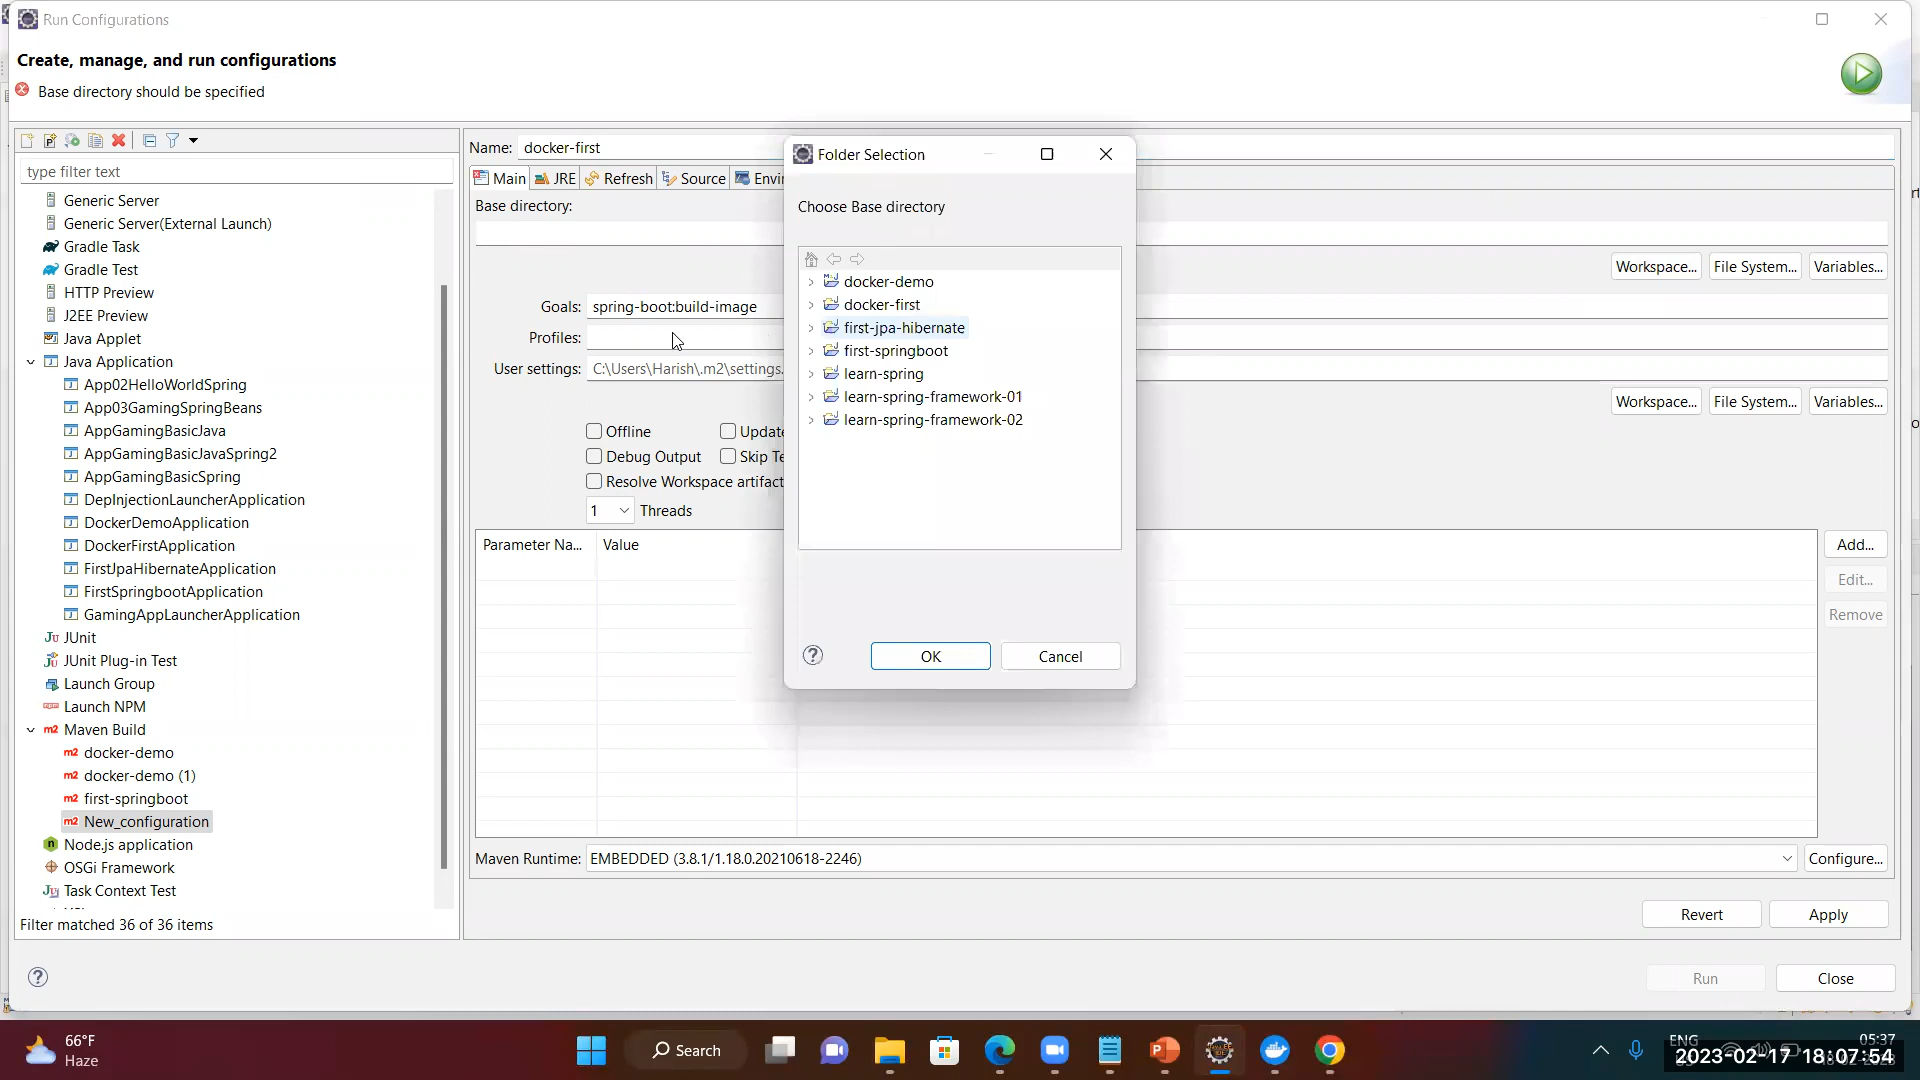 Run Configurations
Create, manage, and run configurations
Base directory should be specified
type filter text
Generic Server
Generic Server(External Launch)
Gradle Task
Gradle Test
HTTP Preview
J2EE Preview
Java Applet
Java Application
App02HelloWorldSpring
App03GamingSpringBeans
AppGamingBasicJava
AppGamingBasicJavaSpring2
AppGamingBasicSpring
DepInjectionLauncherApplication
DockerDemoApplication
DockerFirstApplication
FirstJpaHibernateApplication
FirstSpringbootApplication
GamingAppLauncherApplication
JUnit
JUnit Plug-in Test
Launch Group
Launch NPM
Maven Build
docker-demo
docker-demo (1)
first-springboot
New_configuration
Node.js application
OSGi Framework
Task Context Test
Filter matched 36 of 36 items
Name: docker-first
Main JRE Refresh Source Envir
Base directory:
Workspace... File System... Variables...
Goals: spring-boot:build-image
Profiles:
User settings: C:\Users\Harish\.m2\settings.
Workspace... File System... Variables...
Offline Update
Debug Output Skip Te
Resolve Workspace artifact
1 Threads
Parameter Na... Value
Add...
Edit...
Remove
Maven Runtime: EMBEDDED (3.8.1/1.18.0.20210618-2246) Configure...
Revert Apply
Run Close
Folder Selection
Choose Base directory
docker-demo
docker-first
first-jpa-hibernate
first-springboot
learn-spring
learn-spring-framework-01
learn-spring-framework-02
OK Cancel
66°F
Haze
Search
ENG
05:37
2023-02-17 18:07:54